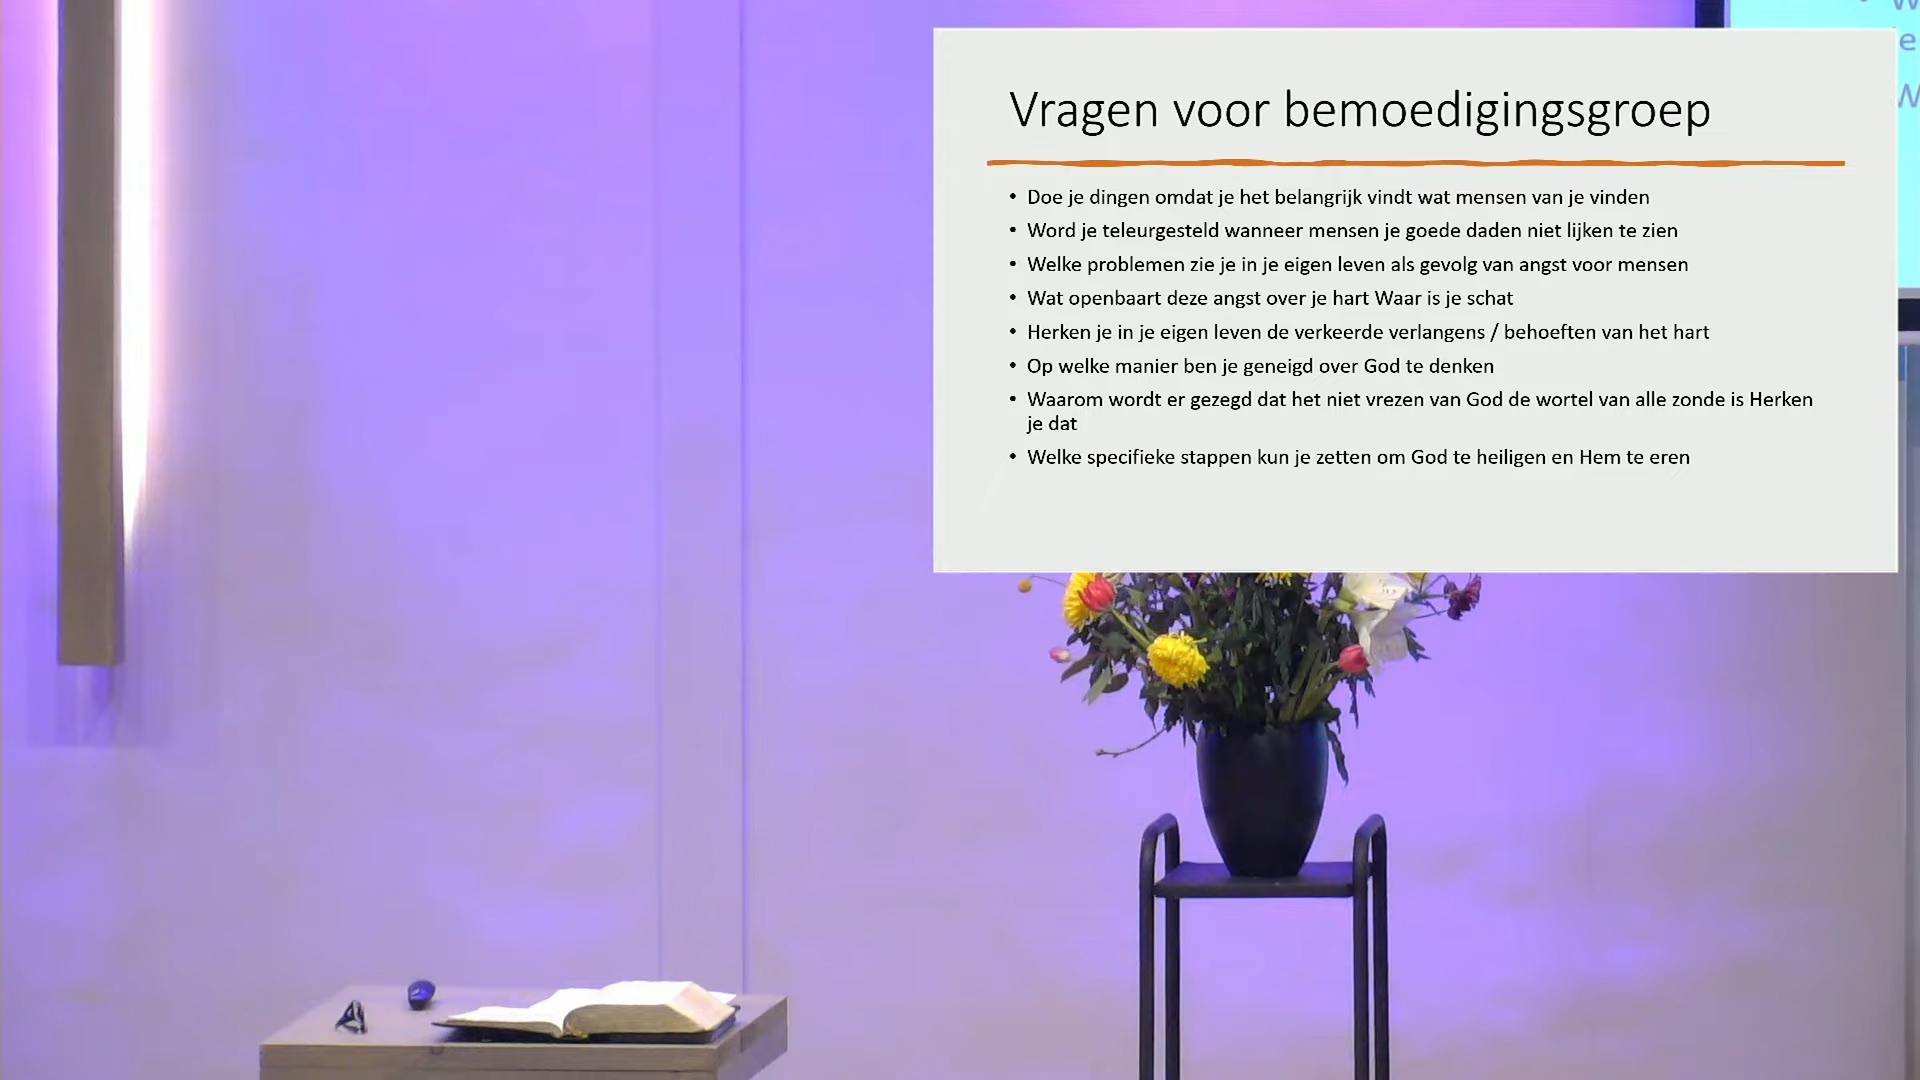 Vragen voor bemoedigingsgroep
• Doe je dingen omdat je het belangrijk vindt wat mensen van je vinden
• Word je teleurgesteld wanneer mensen je goede daden niet lijken te zien
• Welke problemen zie je in je eigen leven als gevolg van angst voor mensen
• Wat openbaart deze angst over je hart Waar is je schat
• Herken je in je eigen leven de verkeerde verlangens / behoeften van het hart
• Op welke manier ben je geneigd over God te denken
• Waarom wordt er gezegd dat het niet vrezen van God de wortel van alle zonde is Herken
je dat
• Welke specifieke stappen kun je zetten om God te heiligen en Hem te eren